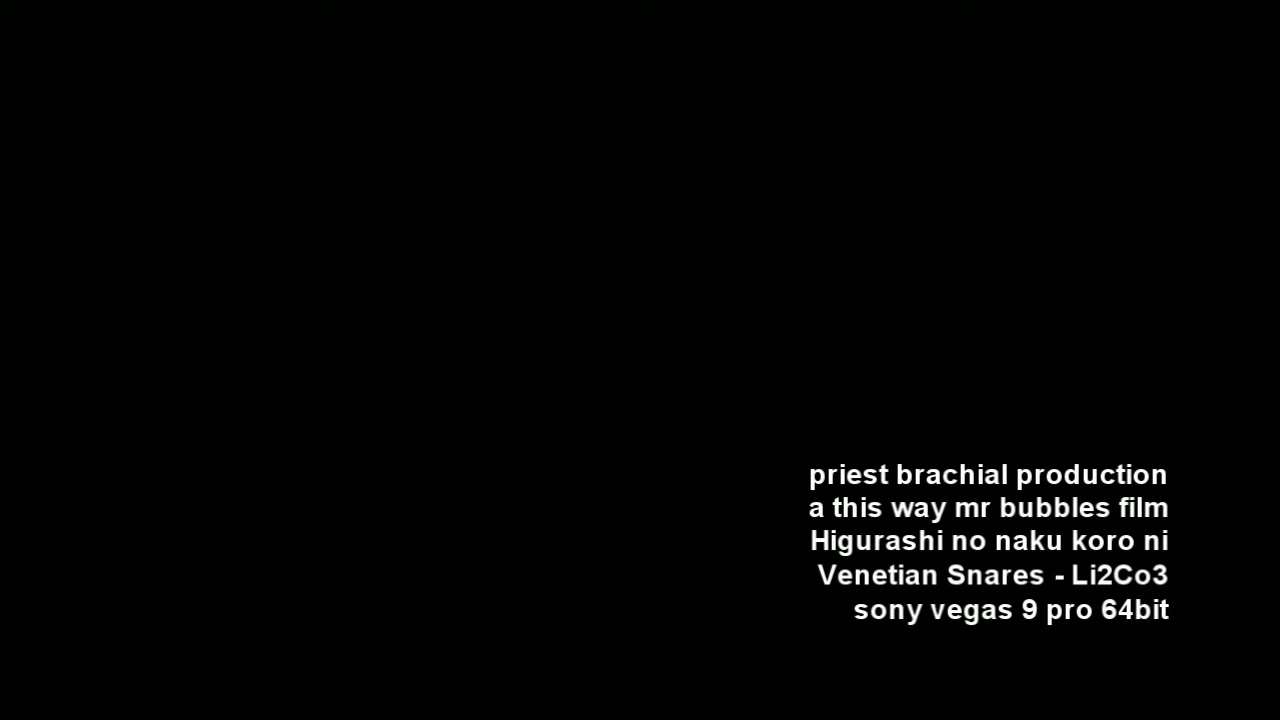 priest brachial production
a this way mr bubbles film
Higurashi no naku koro ni
Venetian Snares - Li2Co3
sony vegas 9 pro 64bit